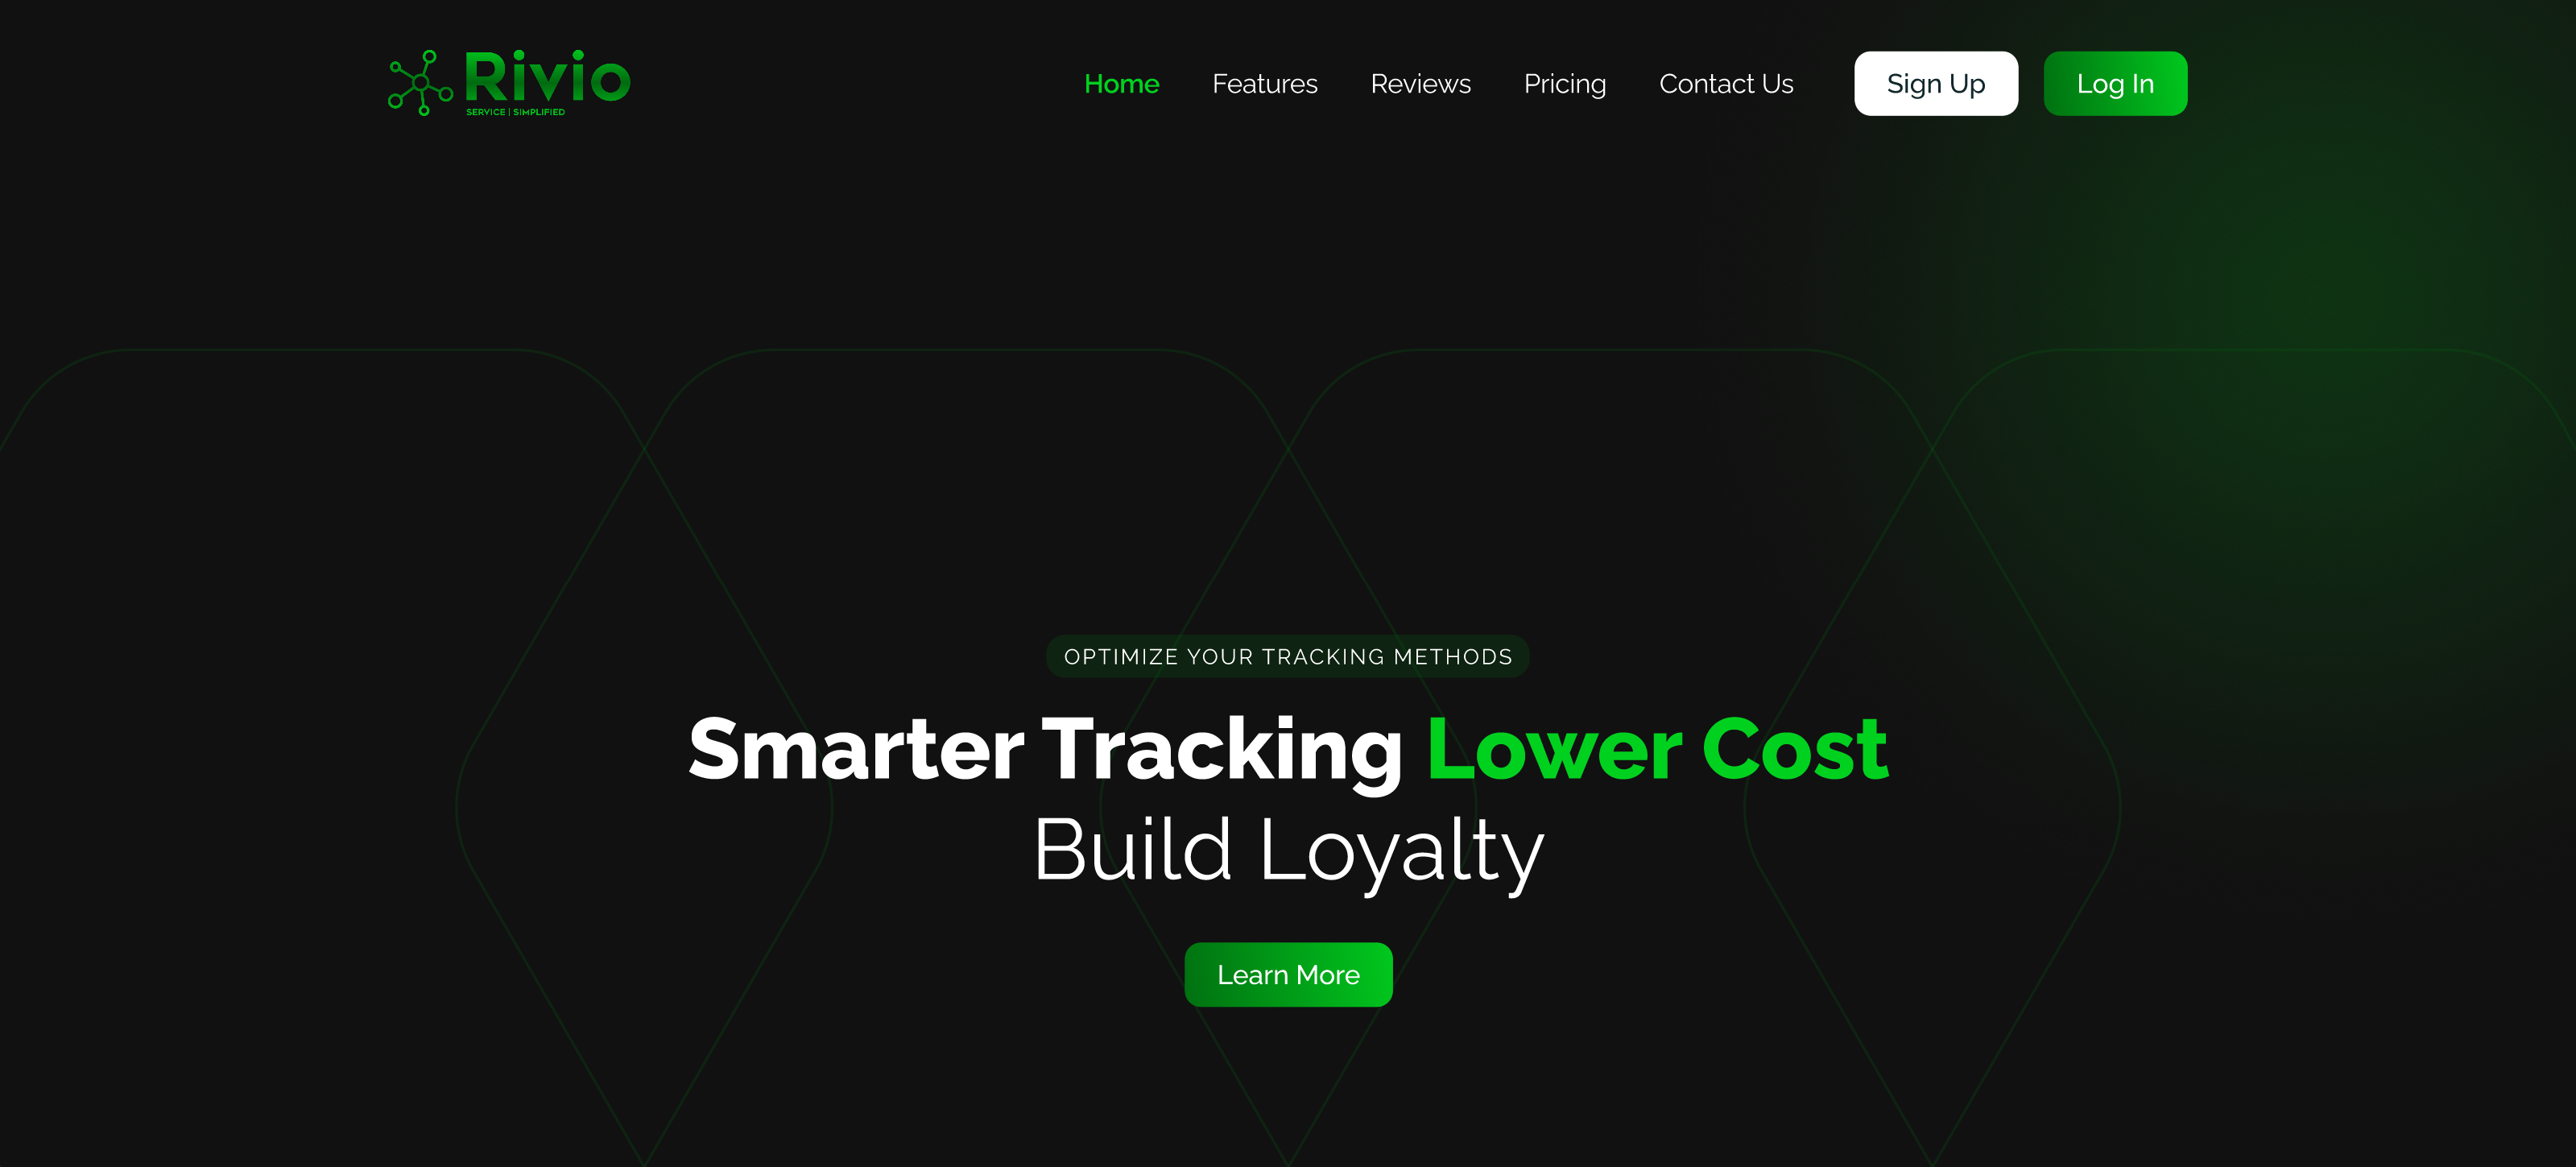 Rivio
SERVICE | SIMPLIFIED
Home Features Reviews Pricing Contact Us Sign Up Log In
OPTIMIZE YOUR TRACKING METHODS
Smarter Tracking Lower Cost
Build Loyalty
Learn More